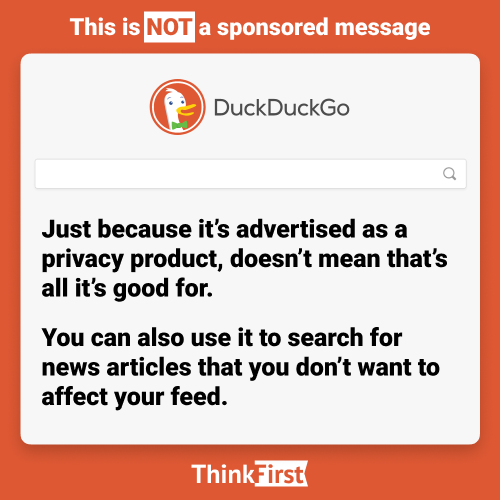 This is NOT a sponsored message
DuckDuckGo
Just because it’s advertised as a
privacy product, doesn’t mean that’s
all it’s good for.
You can also use it to search for
news articles that you don’t want to
affect your feed.
ThinkFirst